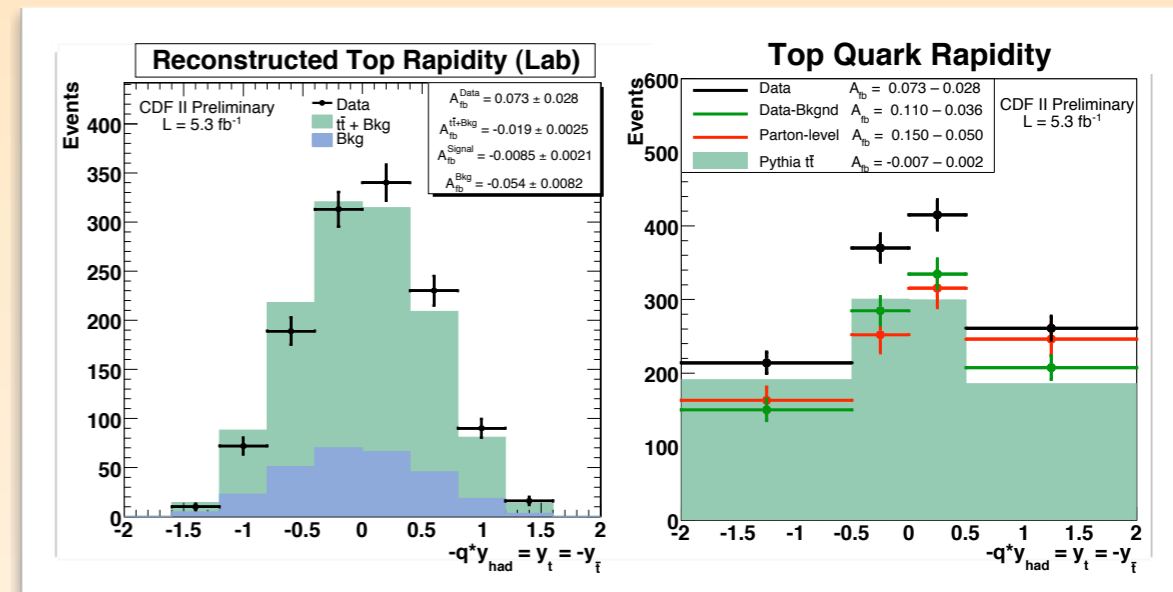 Reconstructed Top Rapidity (Lab)
Events
CDF II Preliminary
L = 5.3 fb⁻¹
Data
tt̄ + Bkg
Bkg
A_fb^Data = 0.073 ± 0.028
A_fb^tt̄+Bkg = -0.019 ± 0.0025
A_fb^Signal = -0.0085 ± 0.0021
A_fb^Bkg = -0.054 ± 0.0082
400
350
300
250
200
150
100
50
0
-2 -1.5 -1 -0.5 0 0.5 1 1.5 2
-q*y_had = y_t = -y_t̄
Top Quark Rapidity
Events
Data A_fb = 0.073 – 0.028
Data-Bkgnd A_fb = 0.110 – 0.036
Parton-level A_fb = 0.150 – 0.050
Pythia tt̄ A_fb = -0.007 – 0.002
CDF II Preliminary
L = 5.3 fb⁻¹
600
500
400
300
200
100
0
-2 -1.5 -1 -0.5 0 0.5 1 1.5 2
-q*y_had = y_t = -y_t̄